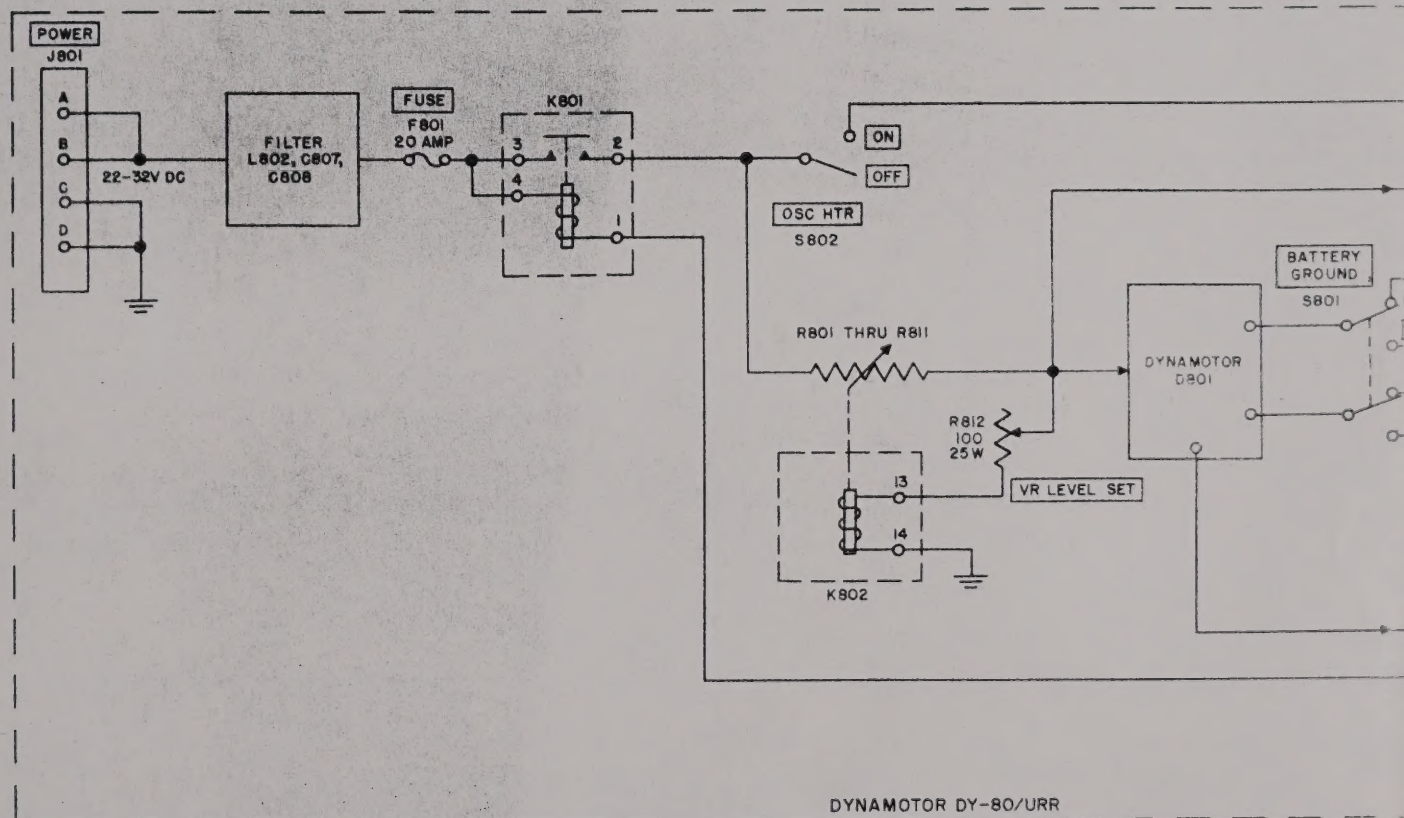 POWER
J801
A
B
C
D
22-32V DC
FILTER
L802, C807,
C808
FUSE
F801
20 AMP
K801
3
2
4
1
ON
OFF
OSC HTR
S802
R801 THRU R811
R812
100
25W
VR LEVEL SET
13
14
K802
DYNAMOTOR
D801
BATTERY
GROUND
S801
DYNAMOTOR DY-80/URR